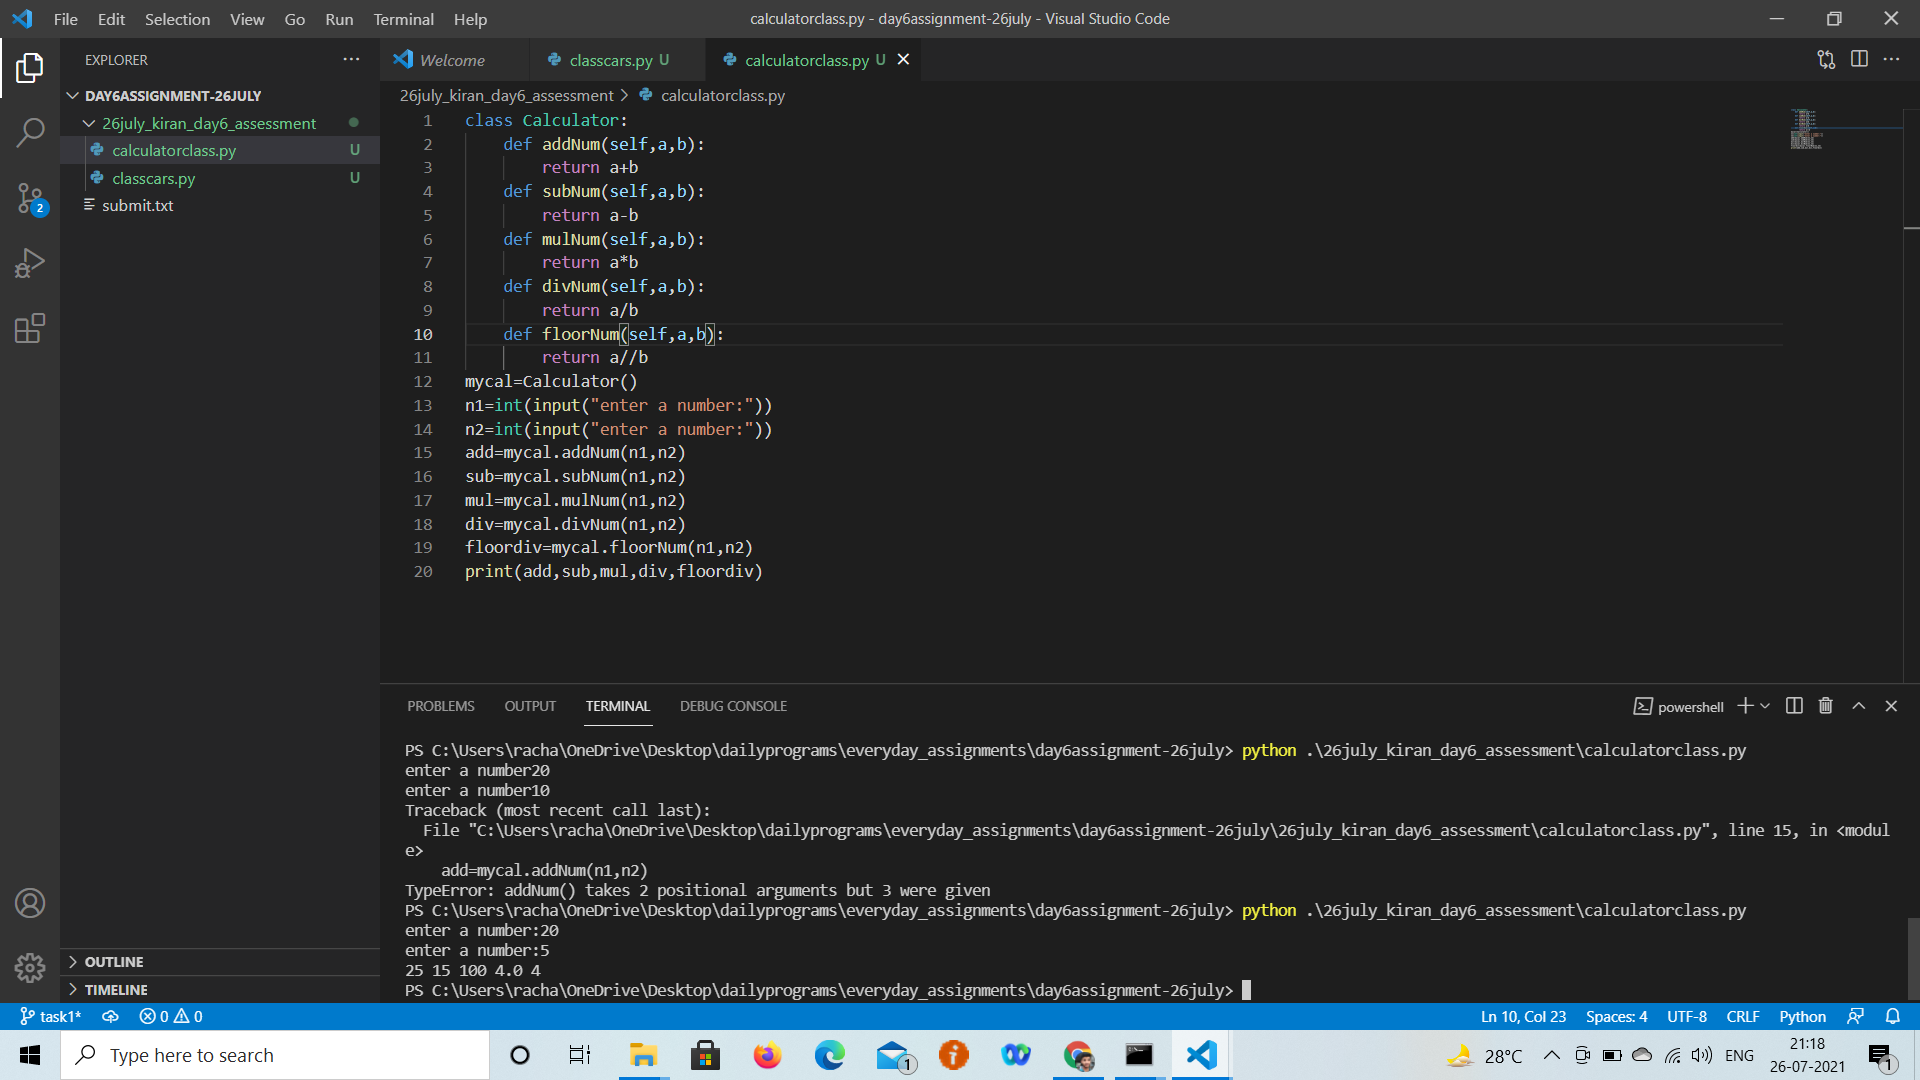 File Edit Selection View Go Run Terminal Help
calculatorclass.py - day6assignment-26july - Visual Studio Code
EXPLORER
DAY6ASSIGNMENT-26JULY
26july_kiran_day6_assessment
calculatorclass.py U
classcars.py U
submit.txt
2
OUTLINE
TIMELINE
Welcome classcars.py U calculatorclass.py U
26july_kiran_day6_assessment > calculatorclass.py
1 class Calculator:
2 def addNum(self,a,b):
3 return a+b
4 def subNum(self,a,b):
5 return a-b
6 def mulNum(self,a,b):
7 return a*b
8 def divNum(self,a,b):
9 return a/b
10 def floorNum(self,a,b):
11 return a//b
12 mycal=Calculator()
13 n1=int(input("enter a number:"))
14 n2=int(input("enter a number:"))
15 add=mycal.addNum(n1,n2)
16 sub=mycal.subNum(n1,n2)
17 mul=mycal.mulNum(n1,n2)
18 div=mycal.divNum(n1,n2)
19 floordiv=mycal.floorNum(n1,n2)
20 print(add,sub,mul,div,floordiv)
PROBLEMS OUTPUT TERMINAL DEBUG CONSOLE
powershell
PS C:\Users\racha\OneDrive\Desktop\dailyprograms\everyday_assignments\day6assignment-26july> python .\26july_kiran_day6_assessment\calculatorclass.py
enter a number20
enter a number10
Traceback (most recent call last):
File "C:\Users\racha\OneDrive\Desktop\dailyprograms\everyday_assignments\day6assignment-26july\26july_kiran_day6_assessment\calculatorclass.py", line 15, in <modul
e>
add=mycal.addNum(n1,n2)
TypeError: addNum() takes 2 positional arguments but 3 were given
PS C:\Users\racha\OneDrive\Desktop\dailyprograms\everyday_assignments\day6assignment-26july> python .\26july_kiran_day6_assessment\calculatorclass.py
enter a number:20
enter a number:5
25 15 100 4.0 4
PS C:\Users\racha\OneDrive\Desktop\dailyprograms\everyday_assignments\day6assignment-26july>
task1* 0 0
Ln 10, Col 23 Spaces: 4 UTF-8 CRLF Python
Type here to search
1
28°C ENG
21:18
26-07-2021
1